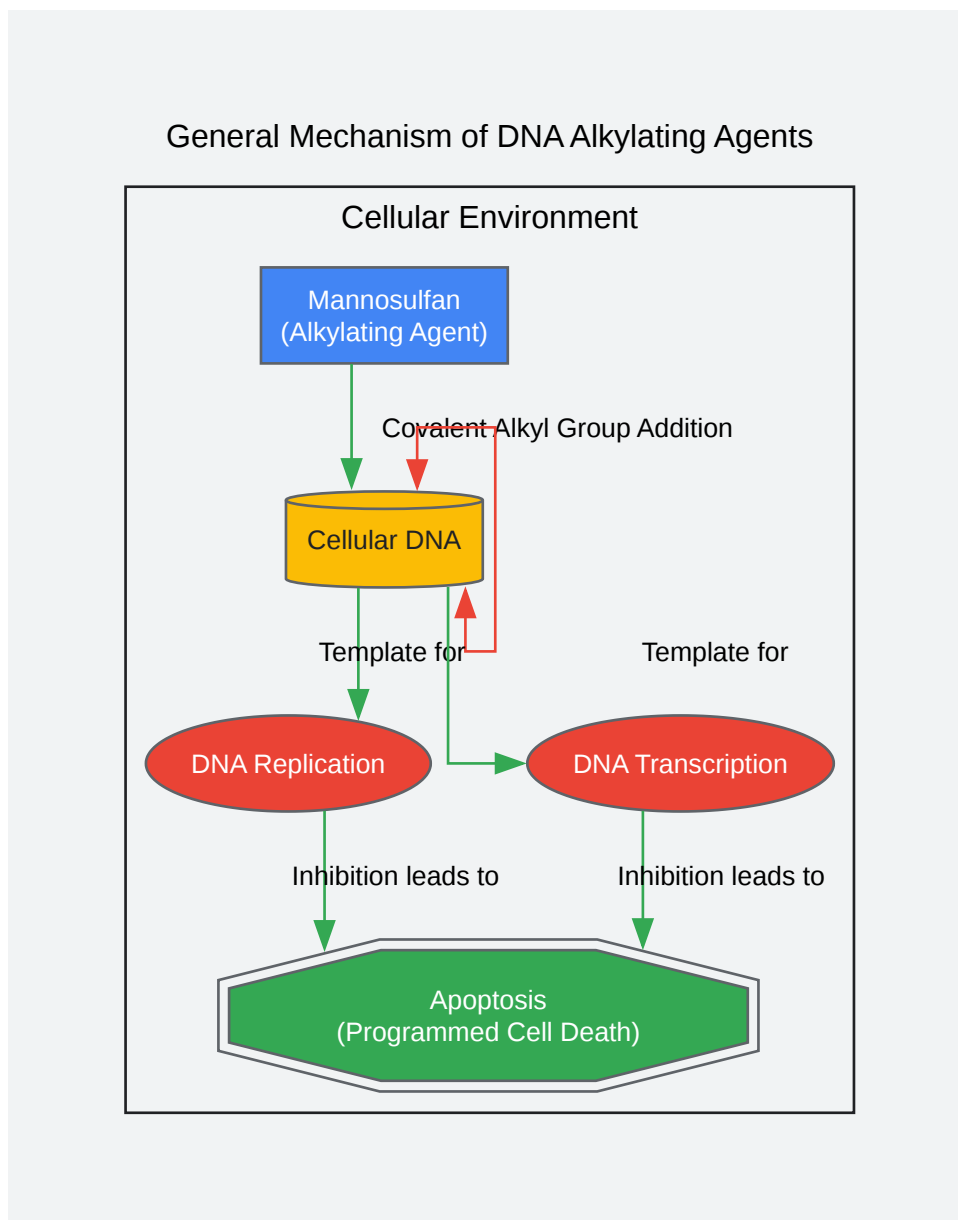 General Mechanism of DNA Alkylating Agents
Cellular Environment
Mannosulfan
(Alkylating Agent)
Covalent Alkyl Group Addition
Cellular DNA
Template for
Template for
DNA Replication
DNA Transcription
Inhibition leads to
Inhibition leads to
Apoptosis
(Programmed Cell Death)